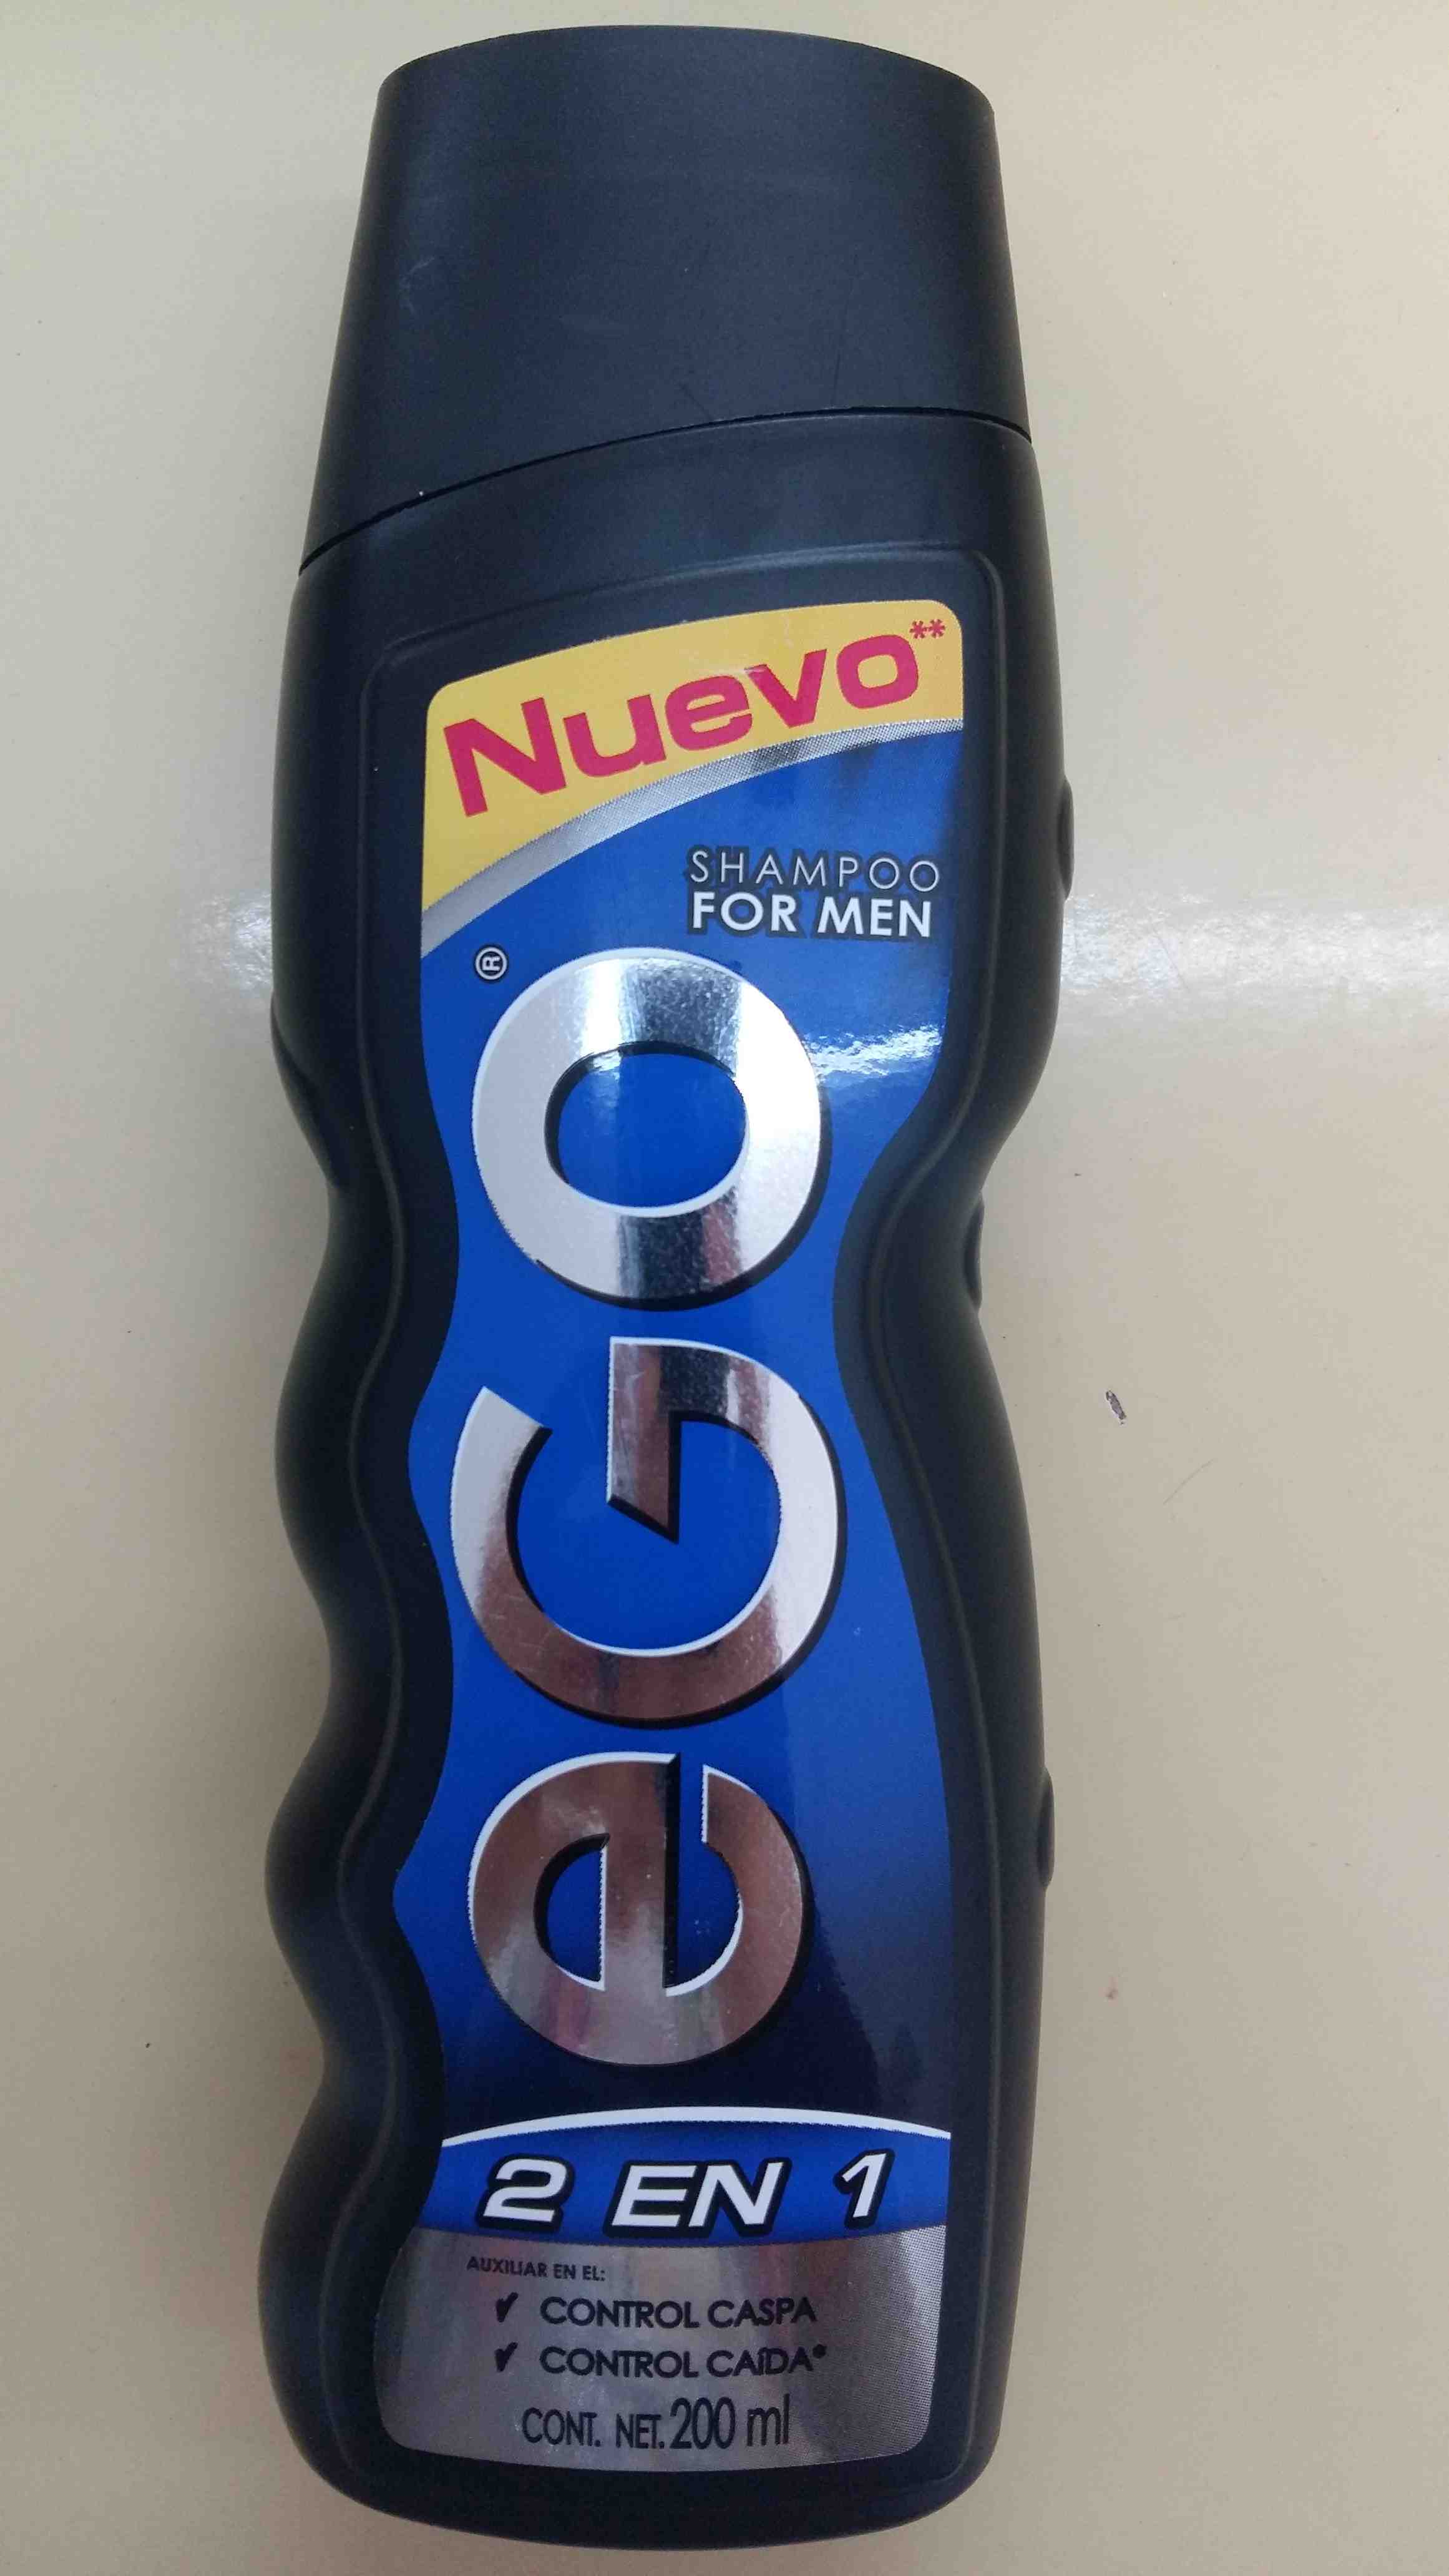 Nuevo**
SHAMPOO
FOR MEN
eGO®
2 EN 1
AUXILIAR EN EL:
✔ CONTROL CASPA
✔ CONTROL CAÍDA*
CONT. NET. 200 ml